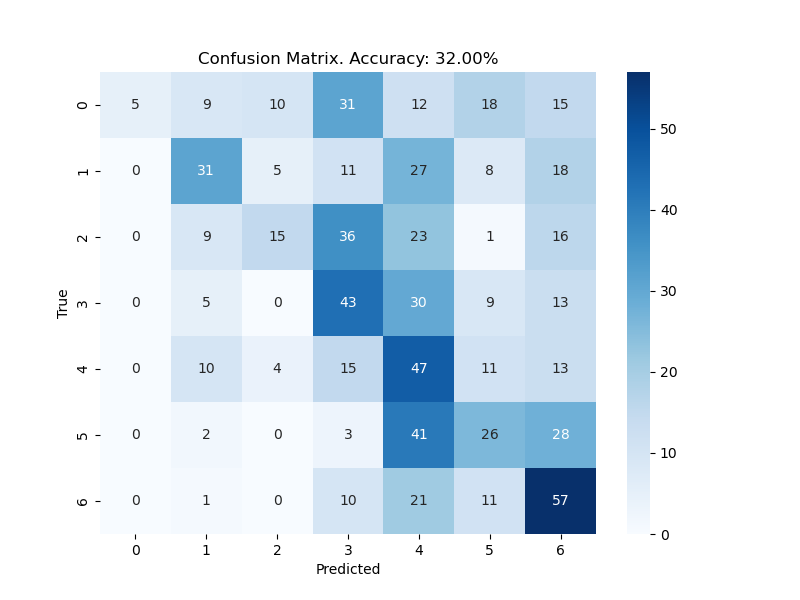 Confusion Matrix. Accuracy: 32.00%
0 5 9 10 31 12 18 15
1 0 31 5 11 27 8 18
2 0 9 15 36 23 1 16
3 0 5 0 43 30 9 13
4 0 10 4 15 47 11 13
5 0 2 0 3 41 26 28
6 0 1 0 10 21 11 57
0 1 2 3 4 5 6
Predicted
True
50
40
30
20
10
0